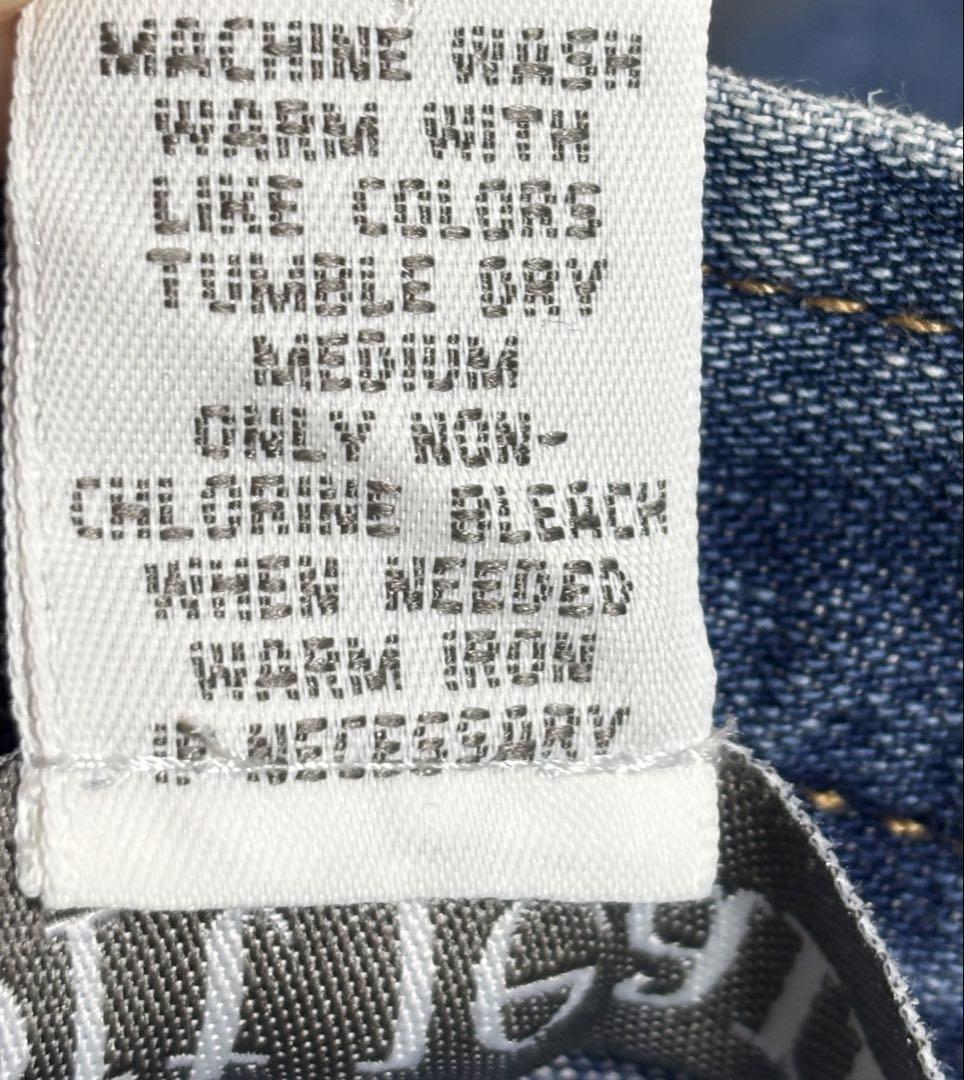 MACHINE WASH
WARM WITH
LIKE COLORS
TUMBLE DRY
MEDIUM
ONLY NON-
CHLORINE BLEACH
WHEN NEEDED
WARM IRON
IF NECESSARY